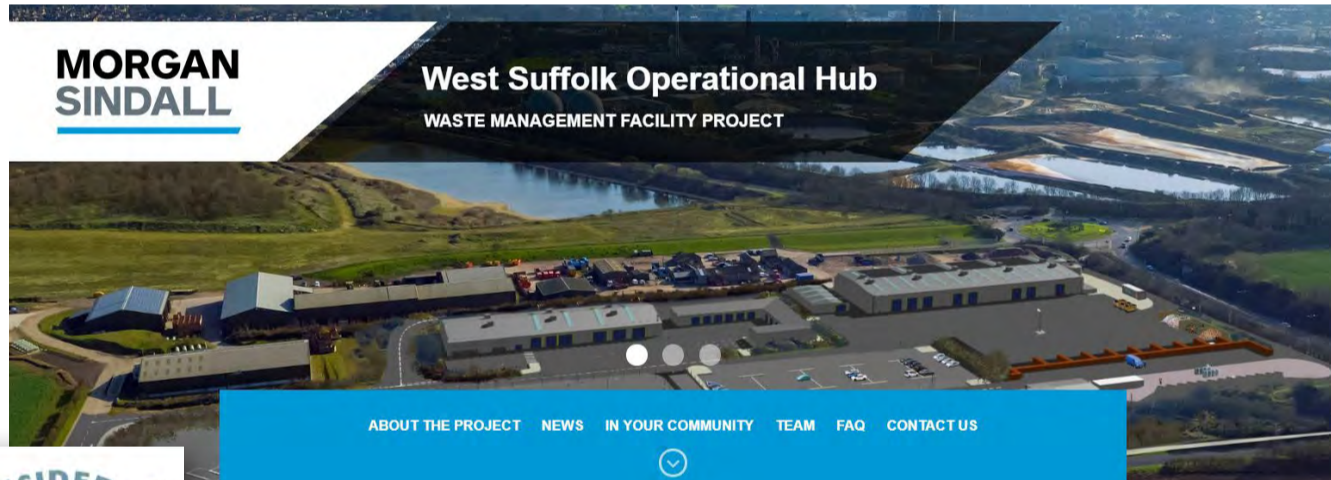 MORGAN
SINDALL
West Suffolk Operational Hub
WASTE MANAGEMENT FACILITY PROJECT
ABOUT THE PROJECT NEWS IN YOUR COMMUNITY TEAM FAQ CONTACT US